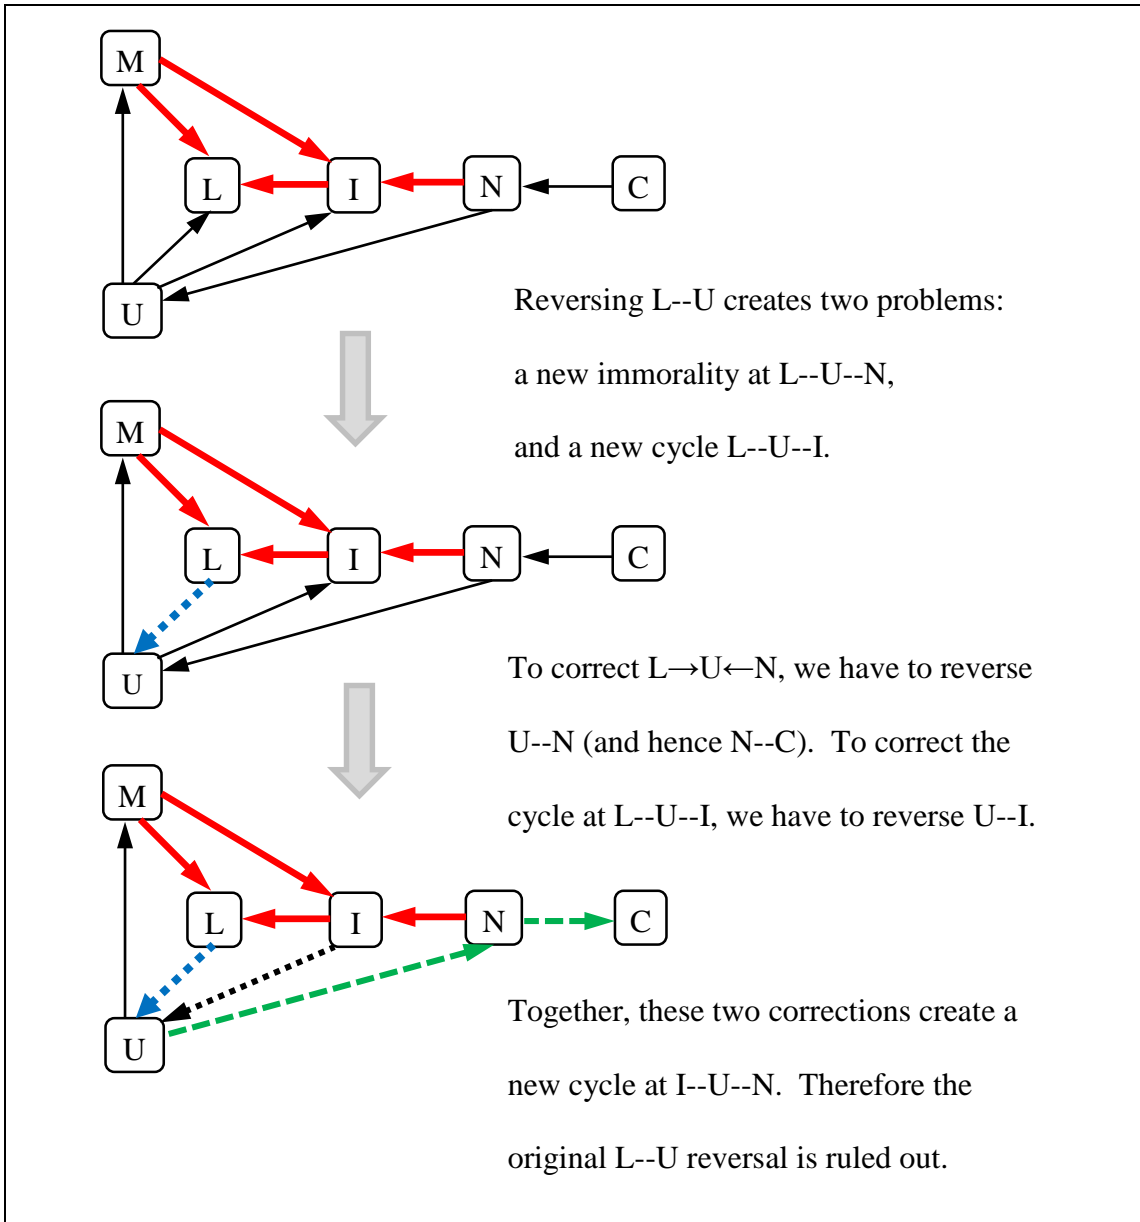 M
L
I
N
C
U
Reversing L--U creates two problems:
a new immorality at L--U--N,
and a new cycle L--U--I.
M
L
I
N
C
U
To correct L→U←N, we have to reverse
U--N (and hence N--C).  To correct the
cycle at L--U--I, we have to reverse U--I.
M
L
I
N
C
U
Together, these two corrections create a
new cycle at I--U--N.  Therefore the
original L--U reversal is ruled out.